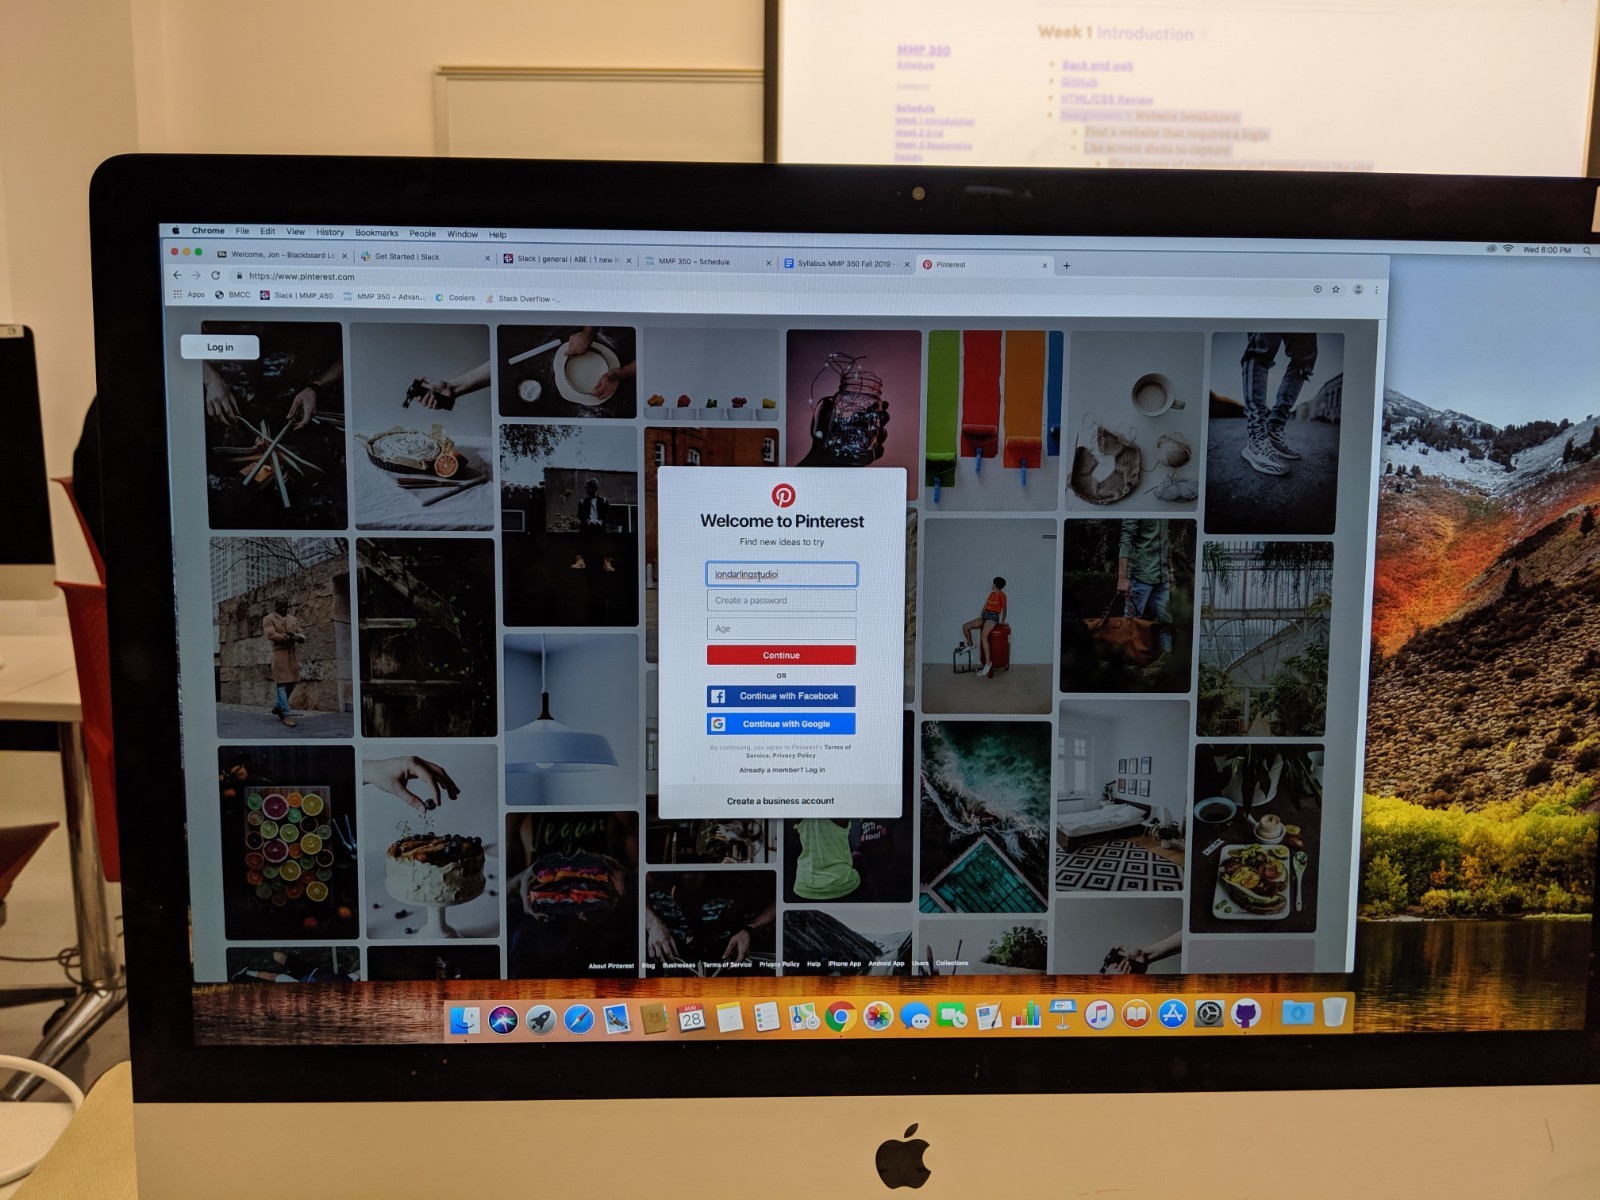 Week 1 Introduction
MMP 350
Schedule
Back end web
GitHub
HTML/CSS Review
Schedule
Week 1 Introduction
Week 2 Grid
Week 3 Responsive
Design
Assignment 1: Website breakdown
Find a website that requires a login
Use screen shots to capture
Chrome File Edit View History Bookmarks People Window Help
Wed 8:00 PM
Welcome, Jon – Blackboard Le
Get Started | Slack
Slack | general | ABE | 1 new it
MMP 350 – Schedule
Syllabus MMP 350 Fall 2019 -
Pinterest
https://www.pinterest.com
Apps BMCC Slack | MMP_460 MMP 350 – Advan... Coolors Stack Overflow -...
Log in
Welcome to Pinterest
Find new ideas to try
jondarlingstudio
Create a password
Age
Continue
OR
Continue with Facebook
Continue with Google
By continuing, you agree to Pinterest's Terms of
Service, Privacy Policy
Already a member? Log in
Create a business account
Vegan
About Pinterest Blog Businesses Terms of Service Privacy Policy Help iPhone App Android App Users Collections
AUG
28